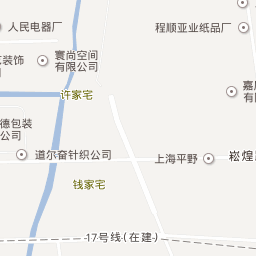 人民电器厂
程顺亚业纸品厂
寰尚空间
有限公司
装饰
司
许家宅
德包装
公司
道尔奋针织公司
上海平野
崧煌
钱家宅
17号线(在建)